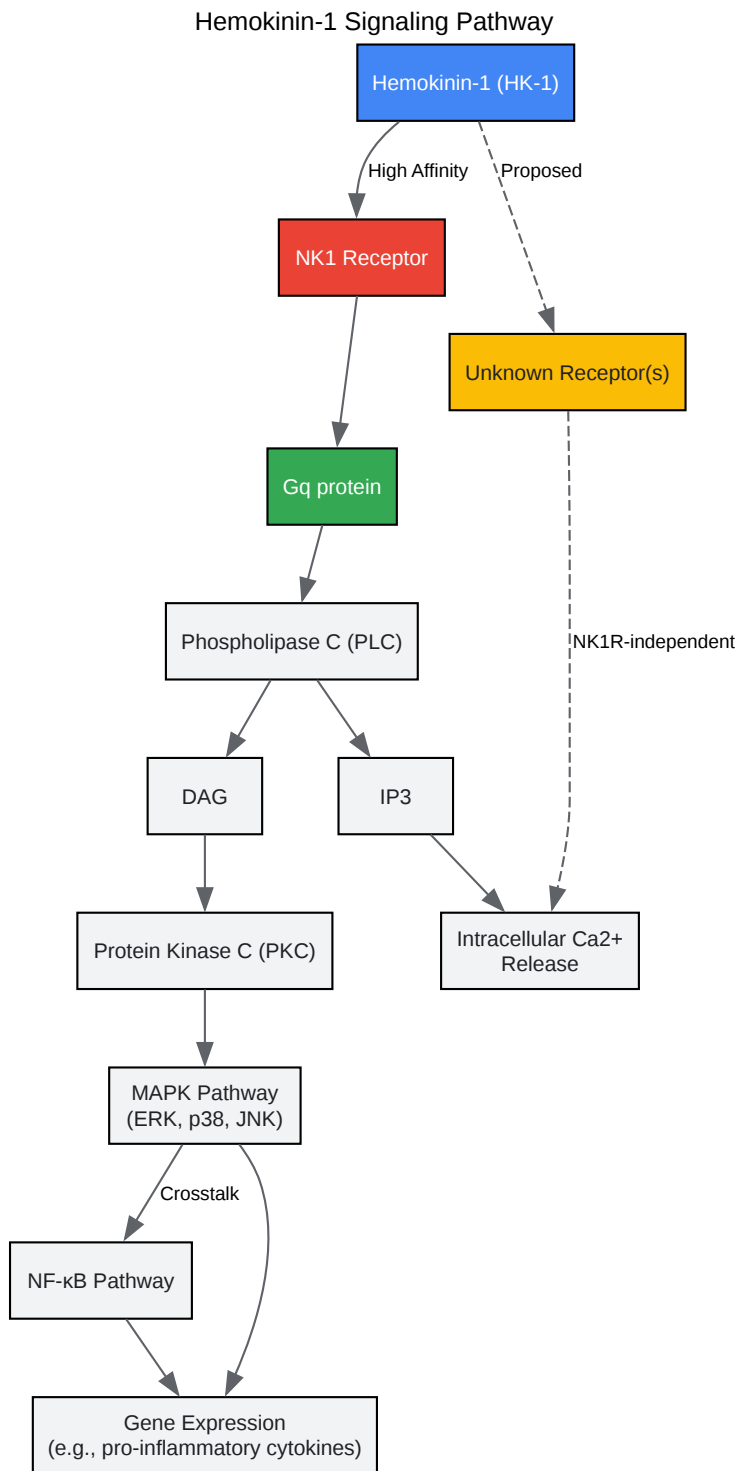 Hemokinin-1 Signaling Pathway
Hemokinin-1 (HK-1)
High Affinity
Proposed
NK1 Receptor
Unknown Receptor(s)
Gq protein
Phospholipase C (PLC)
NK1R-independent
DAG
IP3
Protein Kinase C (PKC)
Intracellular Ca2+
Release
MAPK Pathway
(ERK, p38, JNK)
Crosstalk
NF-κB Pathway
Gene Expression
(e.g., pro-inflammatory cytokines)